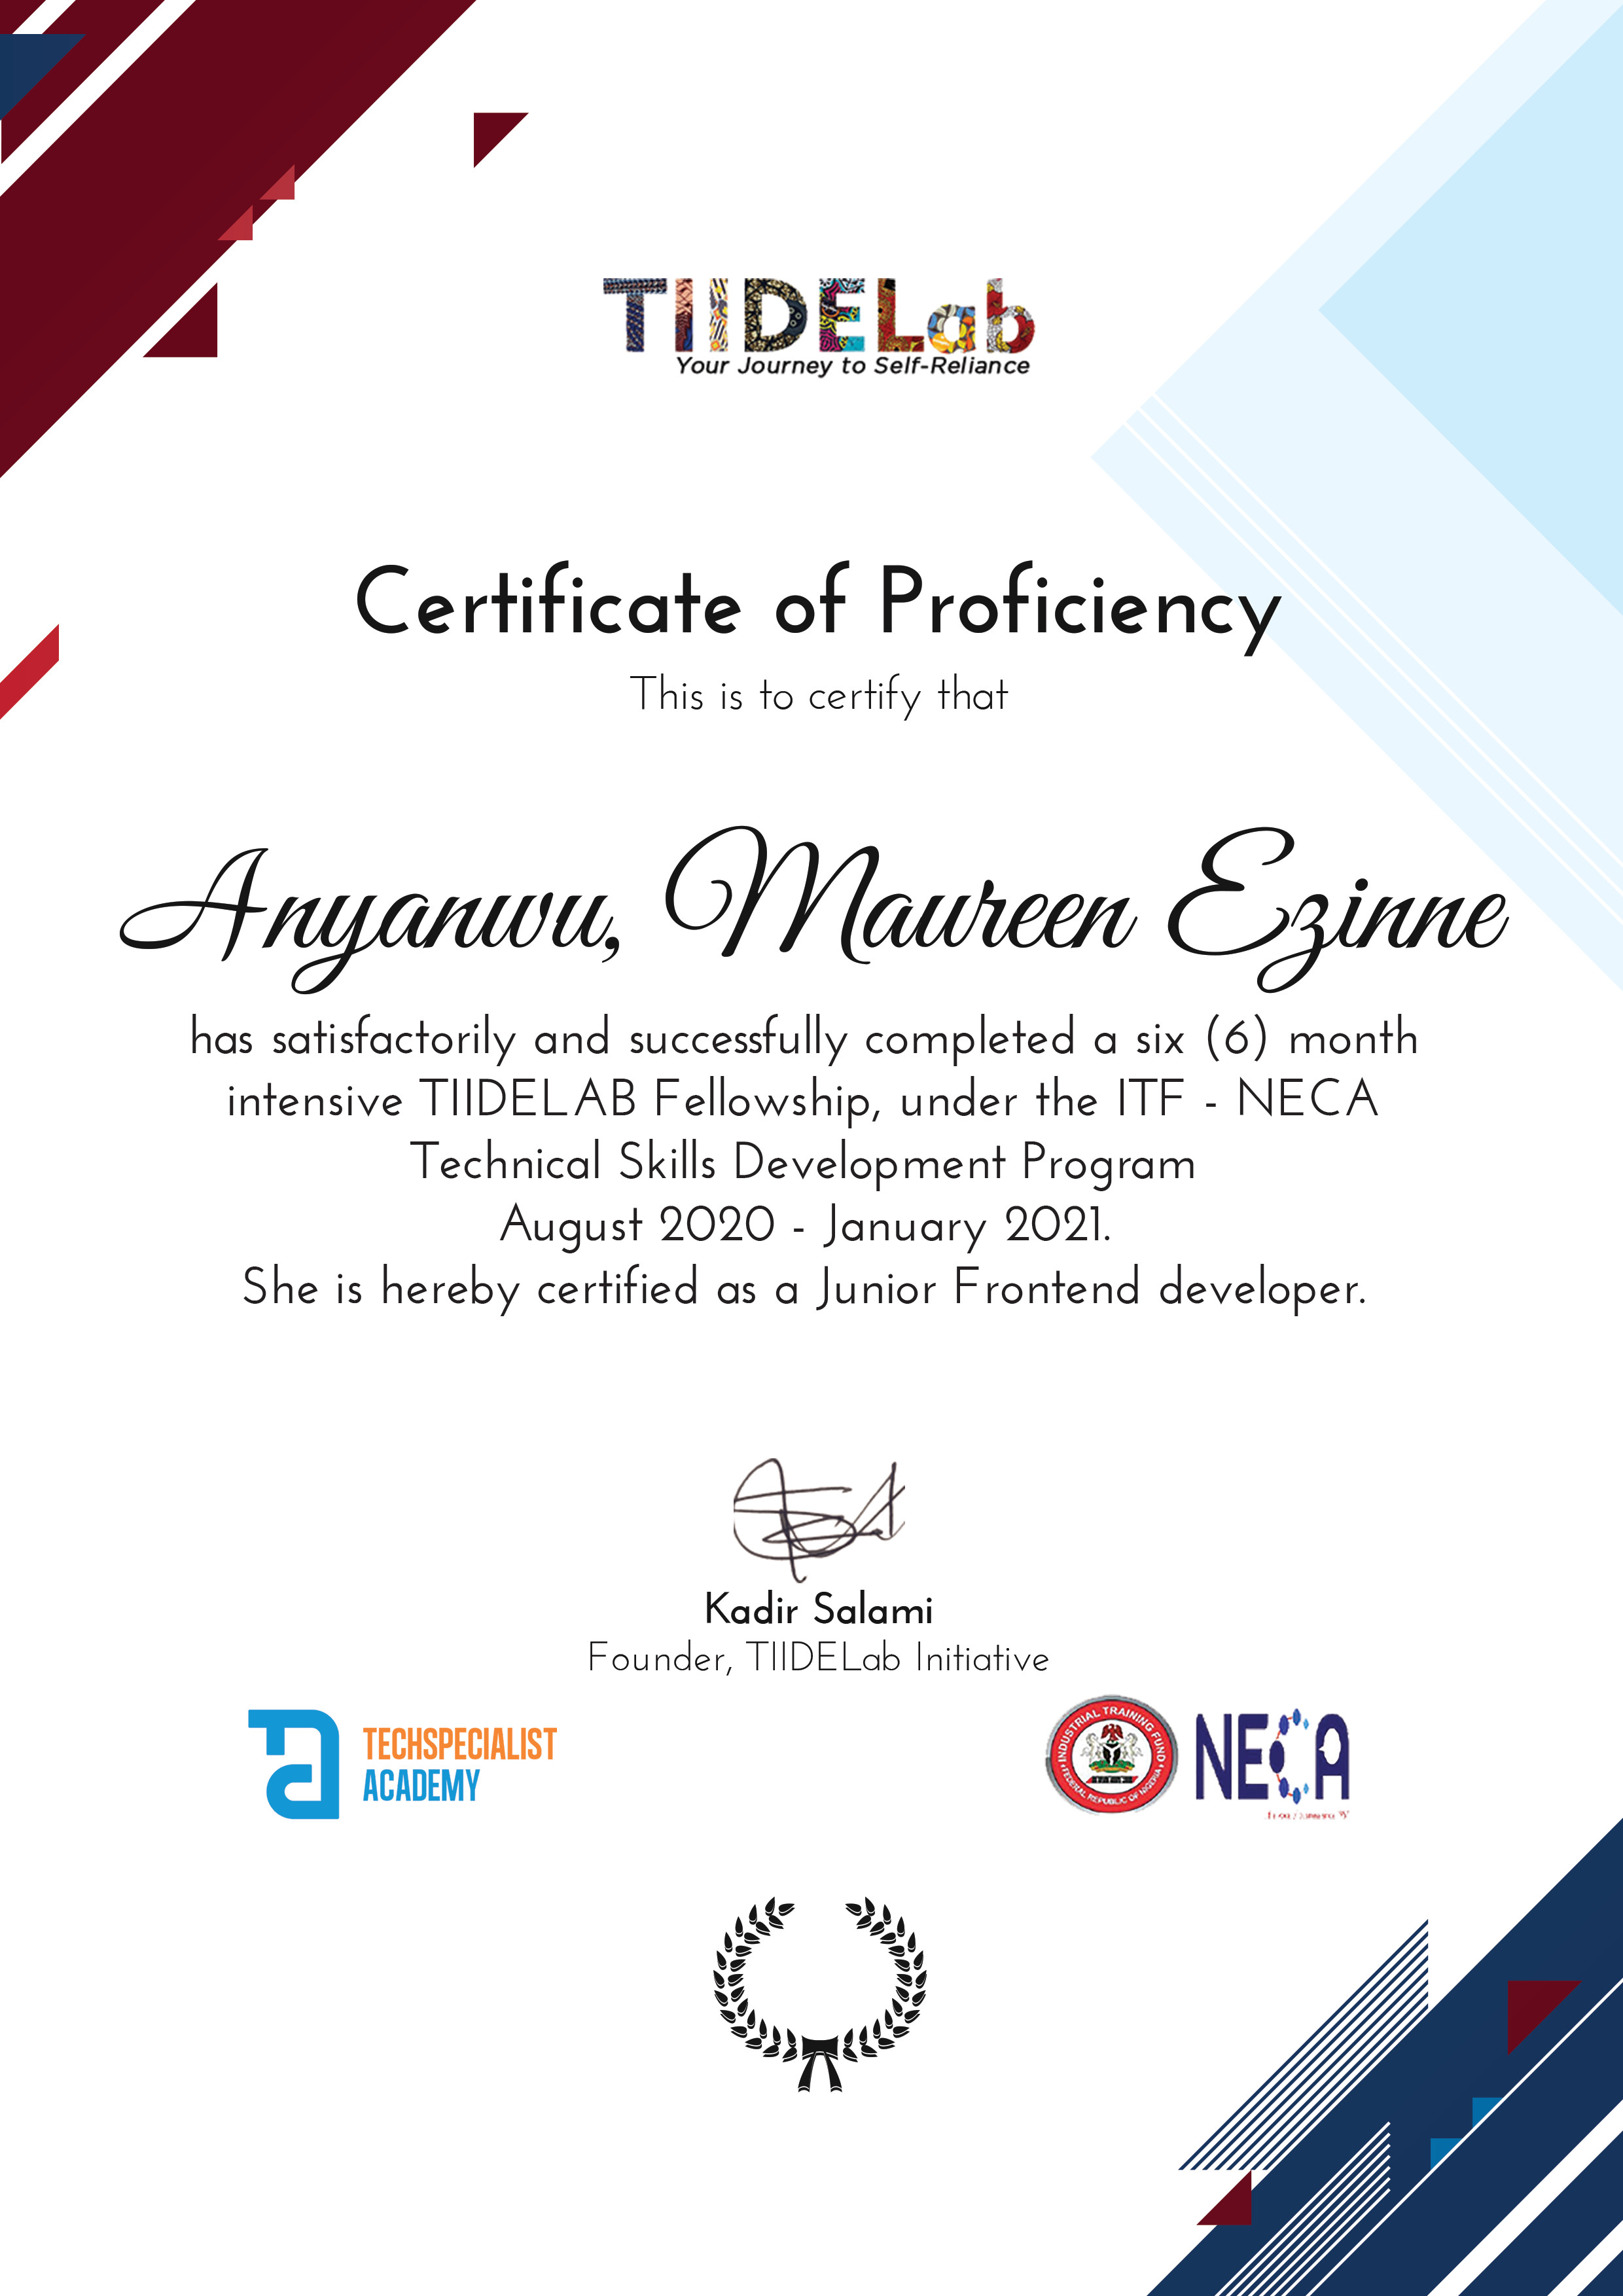 TIIDELab
Your Journey to Self-Reliance
Certificate of Proficiency
This is to certify that
Anyanwu, Maureen Ezinne
has satisfactorily and successfully completed a six (6) month
intensive TIIDELAB Fellowship, under the ITF - NECA
Technical Skills Development Program
August 2020 - January 2021.
She is hereby certified as a Junior Frontend developer.
Kadir Salami
Founder, TIIDELab Initiative
TECHSPECIALIST
ACADEMY
INDUSTRIAL TRAINING FUND
FEDERAL REPUBLIC OF NIGERIA
NECA